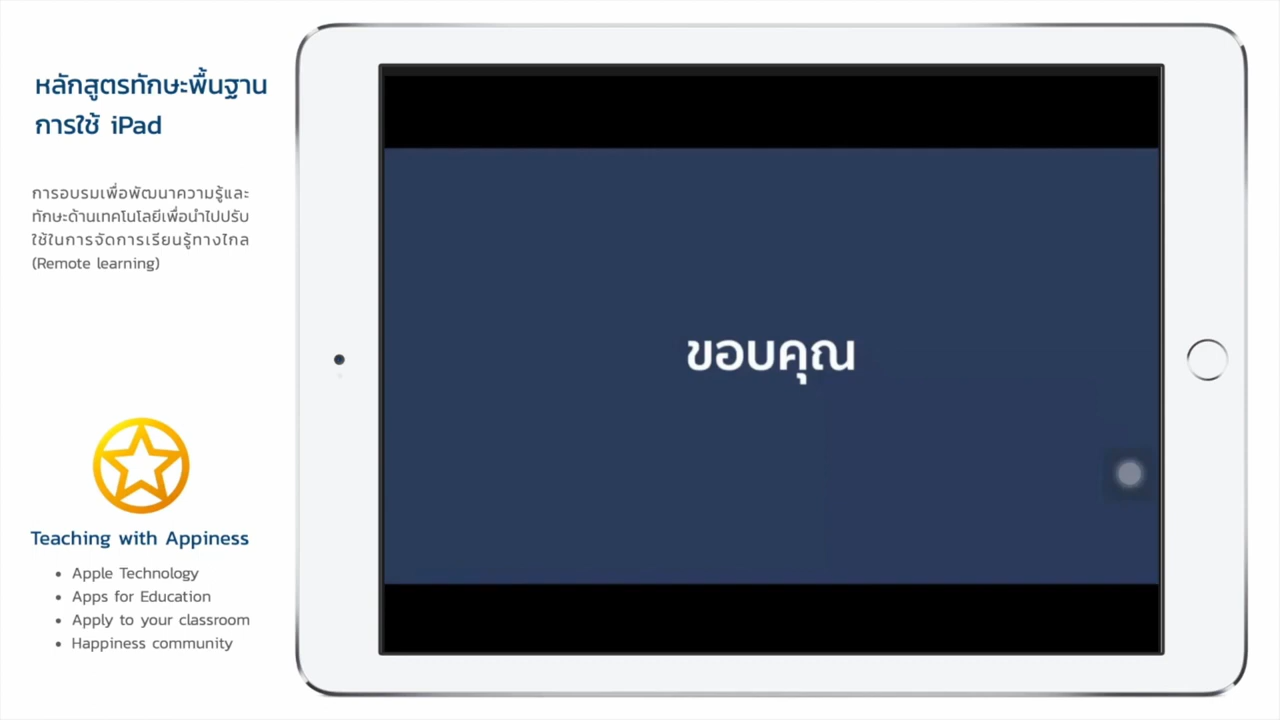 หลักสูตรทักษะพื้นฐาน
การใช้ iPad
การอบรมเพื่อพัฒนาความรู้และ
ทักษะด้านเทคโนโลยีเพื่อนำไปปรับ
ใช้ในการจัดการเรียนรู้ทางไกล
(Remote learning)
Teaching with Appiness
• Apple Technology
• Apps for Education
• Apply to your classroom
• Happiness community
ขอบคุณ